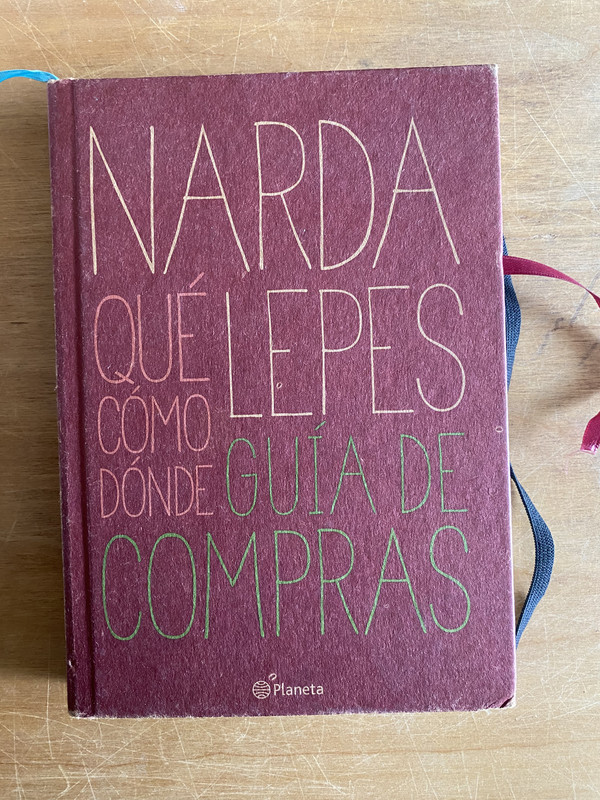 NARDA
LEPES
QUÉ
CÓMO
DÓNDE
GUÍA DE
COMPRAS
Planeta